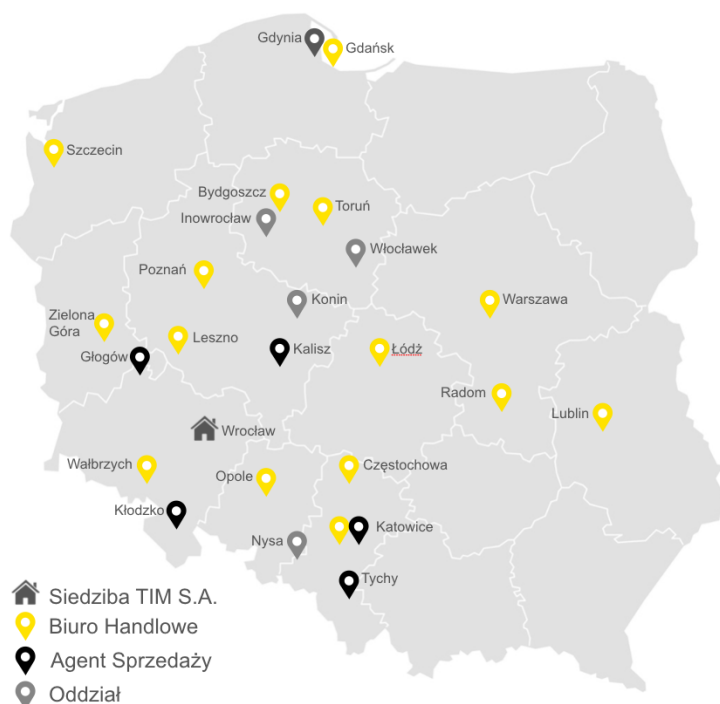 Gdynia
Gdańsk
Szczecin
Bydgoszcz
Toruń
Inowrocław
Włocławek
Poznań
Konin
Warszawa
Zielona
Góra
Leszno
Głogów
Kalisz
Łódż
Radom
Lublin
Wrocław
Wałbrzych
Opole
Częstochowa
Kłodzko
Nysa
Katowice
Tychy
Siedziba TIM S.A.
Biuro Handlowe
Agent Sprzedaży
Oddział